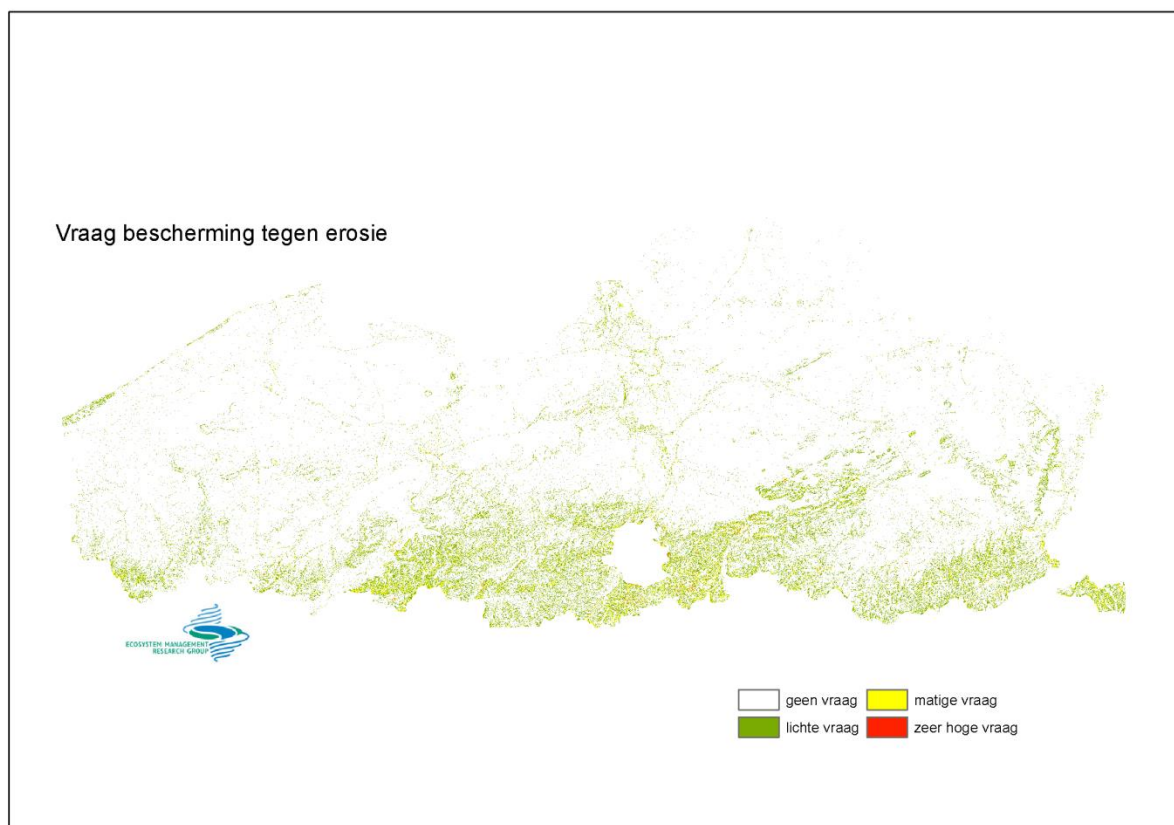 Vraag bescherming tegen erosie
ECOSYSTEM MANAGEMENT
RESEARCH GROUP
geen vraag
matige vraag
lichte vraag
zeer hoge vraag